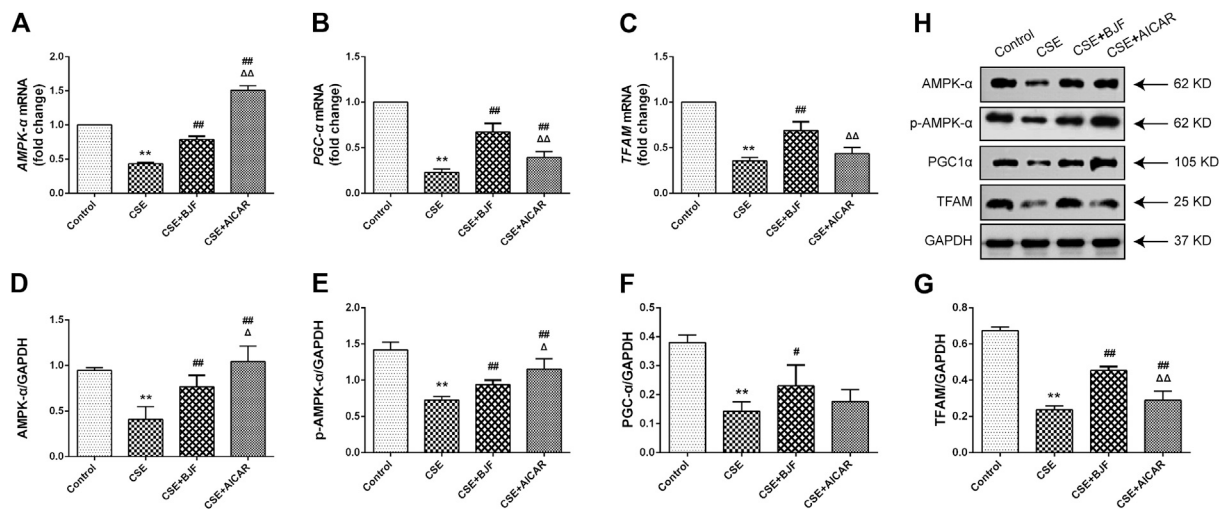 A
AMPK-α mRNA
(fold change)
2.0
1.5
1.0
0.5
0.0
**
##
##
ΔΔ
Control
CSE
CSE+BJF
CSE+AICAR
B
PGC-α mRNA
(fold change)
1.5
1.0
0.5
0.0
**
##
##
ΔΔ
Control
CSE
CSE+BJF
CSE+AICAR
C
TFAM mRNA
(fold change)
1.5
1.0
0.5
0.0
**
##
ΔΔ
Control
CSE
CSE+BJF
CSE+AICAR
H
Control
CSE
CSE+BJF
CSE+AICAR
AMPK-α 62 KD
p-AMPK-α 62 KD
PGC1α 105 KD
TFAM 25 KD
GAPDH 37 KD
D
AMPK-α/GAPDH
1.5
1.0
0.5
0.0
**
##
##
Δ
Control
CSE
CSE+BJF
CSE+AICAR
E
p-AMPK-α/GAPDH
2.0
1.5
1.0
0.5
0.0
**
##
##
Δ
Control
CSE
CSE+BJF
CSE+AICAR
F
PGC-α/GAPDH
0.5
0.4
0.3
0.2
0.1
0.0
**
#
Control
CSE
CSE+BJF
CSE+AICAR
G
TFAM/GAPDH
0.8
0.6
0.4
0.2
0.0
**
##
##
ΔΔ
Control
CSE
CSE+BJF
CSE+AICAR